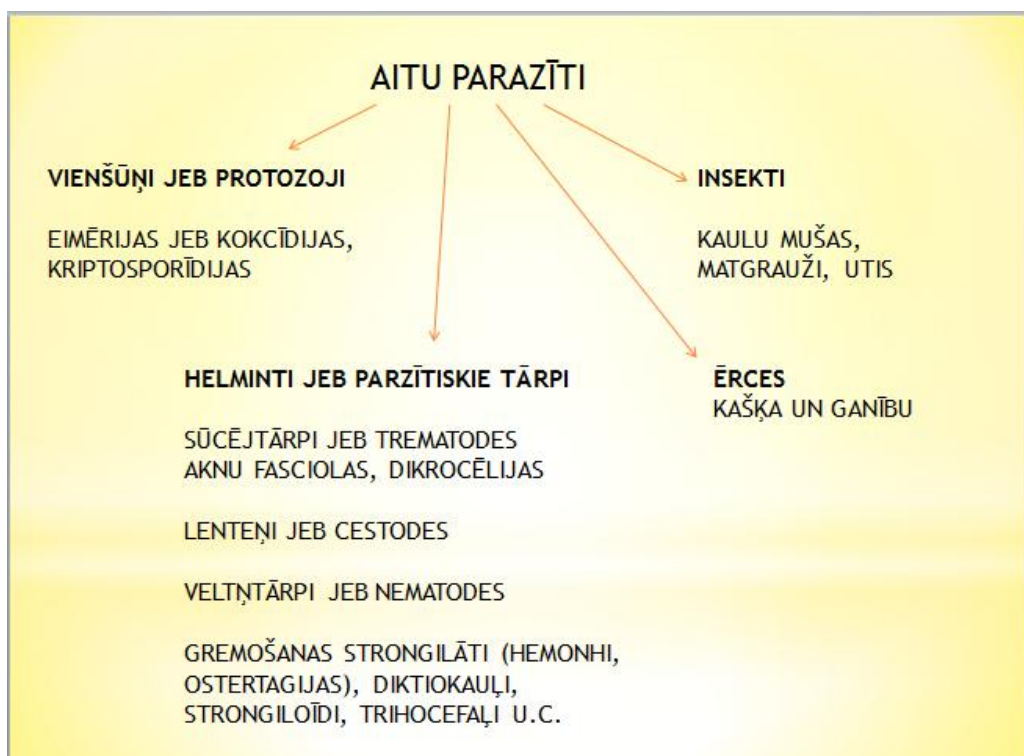 AITU PARAZĪTI
VIENŠŪŅI JEB PROTOZOJI
EIMĒRIJAS JEB KOKCĪDIJAS,
KRIPTOSPORĪDIJAS
INSEKTI
KAULU MUŠAS,
MATGRAUŽI, UTIS
HELMINTI JEB PARZĪTISKIE TĀRPI
SŪCĒJTĀRPI JEB TREMATODES
AKNU FASCIOLAS, DIKROCĒLIJAS
LENTEŅI JEB CESTODES
VELTŅTĀRPI JEB NEMATODES
GREMOŠANAS STRONGILĀTI (HEMONHI,
OSTERTAGIJAS), DIKTIOKAUĻI,
STRONGILOĪDI, TRIHOCEFAĻI U.C.
ĒRCES
KAŠĶA UN GANĪBU